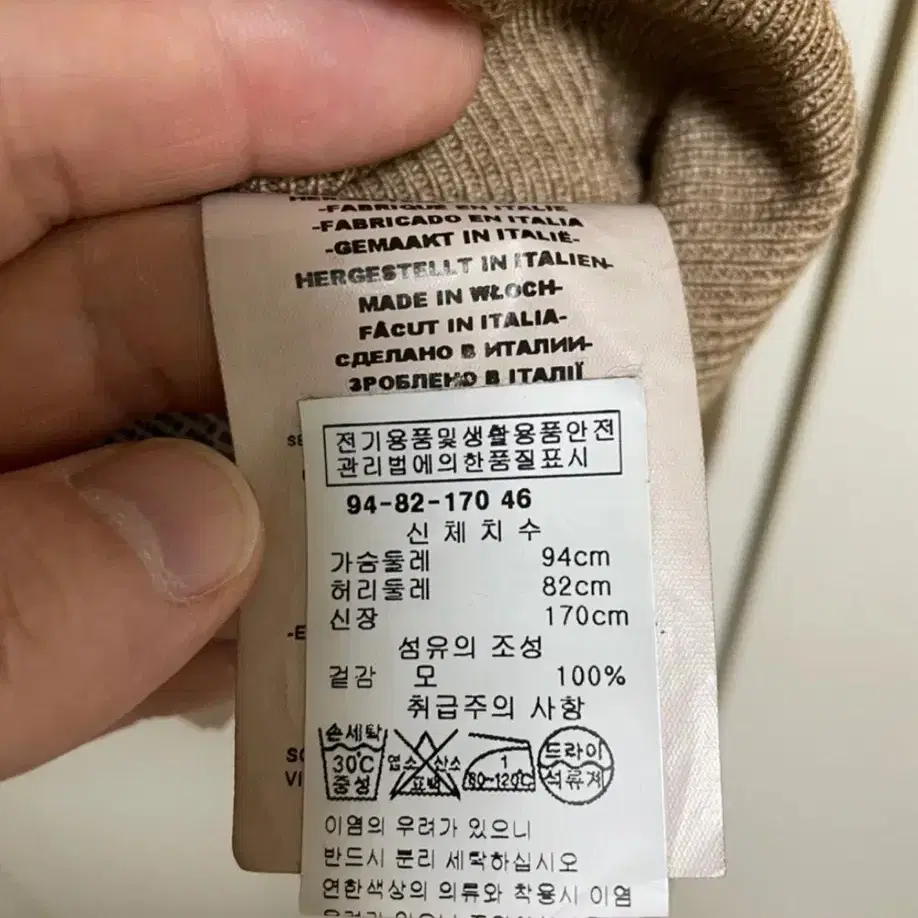 -FABRIQUÉ EN ITALIE
-FABRICADO EN ITALIA
-GEMAAKT IN ITALIË-
HERGESTELLT IN ITALIEN-
MADE IN WŁOCH-
FĂCUT IN ITALIA-
СДЕЛАНО В ИТАЛИИ-
ЗРОБЛЕНО В ІТАЛІЇ
전기용품및생활용품안전
관리법에의한품질표시
94-82-170 46
신체치수
가슴둘레 94cm
허리둘레 82cm
신장 170cm
섬유의 조성
겉감 모 100%
취급주의 사항
손세탁
30℃
중성
염소 산소
표백
1
80~120℃
드라이
석유계
이염의 우려가 있으니
반드시 분리 세탁하십시오
연한색상의 의류와 착용시 이염